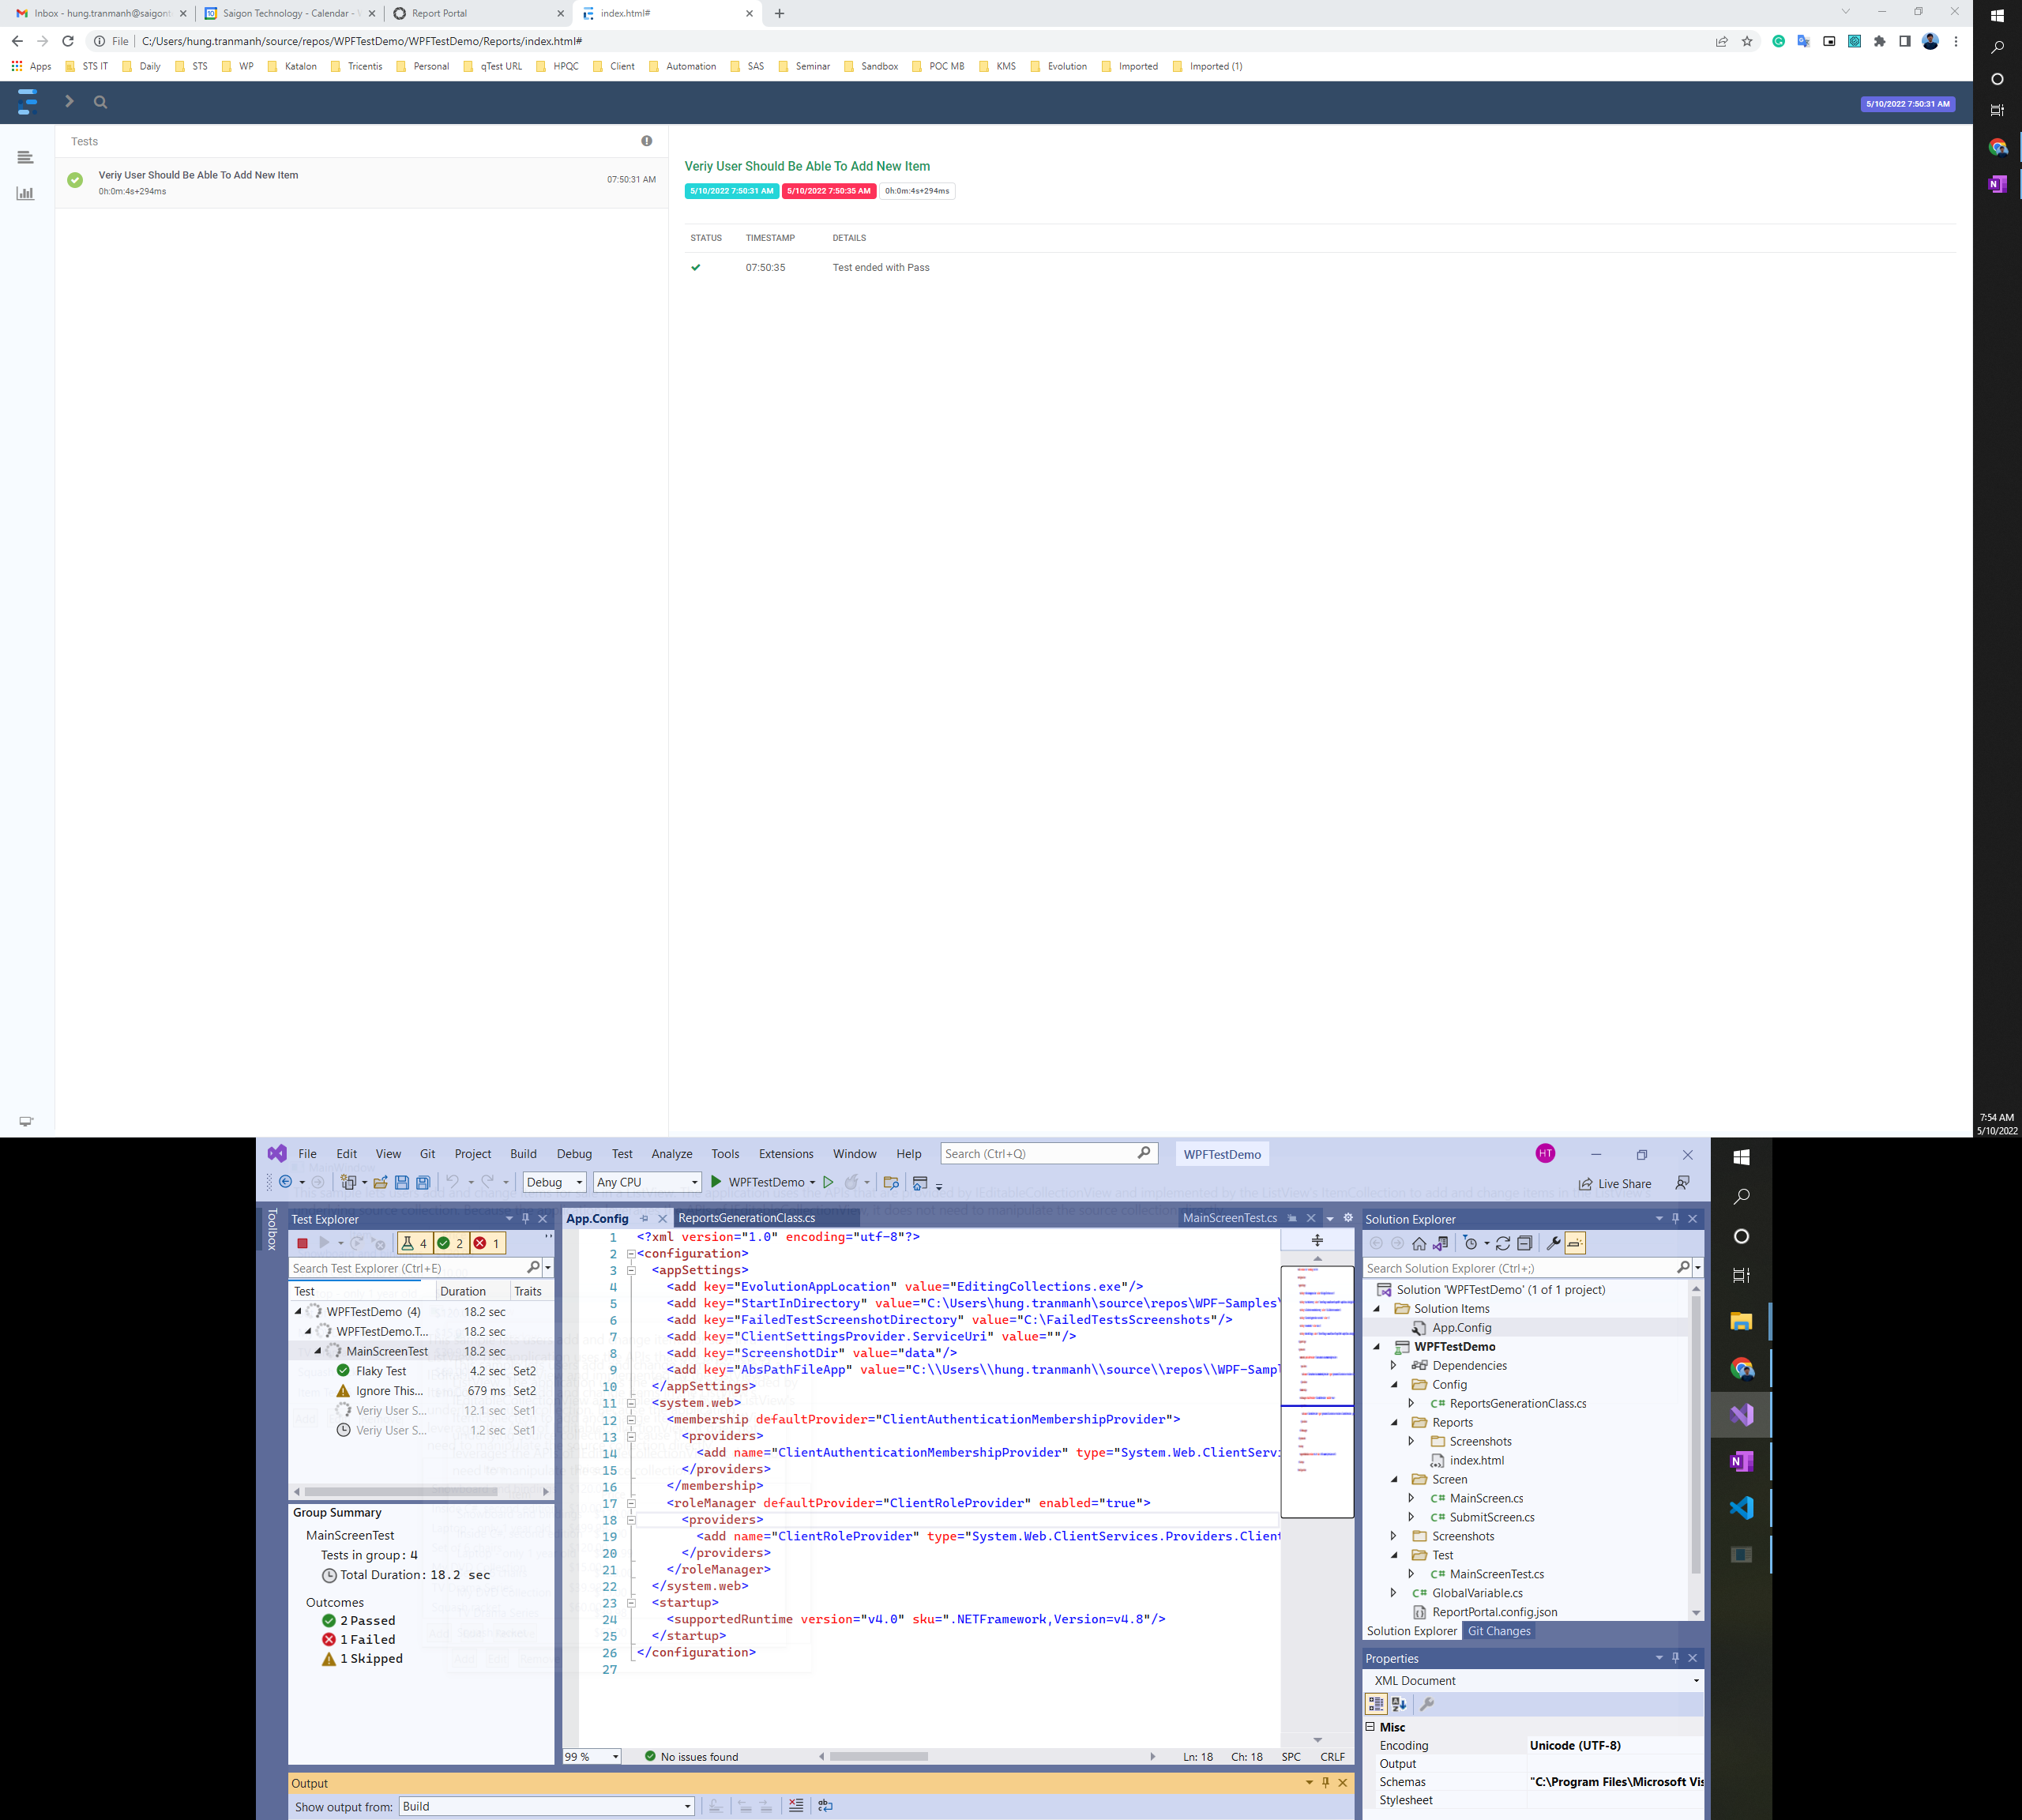 Inbox - hung.tranmanh@saigont
Saigon Technology - Calendar -
Report Portal
index.html#
File
C:/Users/hung.tranmanh/source/repos/WPFTestDemo/WPFTestDemo/Reports/index.html#
Apps STS IT Daily STS WP Katalon Tricentis Personal qTest URL HPQC Client Automation SAS Seminar Sandbox POC MB KMS Evolution Imported Imported (1)
5/10/2022 7:50:31 AM
Tests
Veriy User Should Be Able To Add New Item
0h:0m:4s+294ms
07:50:31 AM
Veriy User Should Be Able To Add New Item
5/10/2022 7:50:31 AM 5/10/2022 7:50:35 AM 0h:0m:4s+294ms
STATUS TIMESTAMP DETAILS
07:50:35 Test ended with Pass
7:54 AM
5/10/2022
File Edit View Git Project Build Debug Test Analyze Tools Extensions Window Help
Search (Ctrl+Q)
WPFTestDemo
HT
Debug
Any CPU
WPFTestDemo
Live Share
Toolbox
Test Explorer
4 2 1
Search Test Explorer (Ctrl+E)
Test Duration Traits
WPFTestDemo (4) 18.2 sec
WPFTestDemo.T... 18.2 sec
MainScreenTest 18.2 sec
Flaky Test 4.2 sec Set2
Ignore This... 679 ms Set2
Veriy User S... 12.1 sec Set1
Veriy User S... 1.2 sec Set1
Group Summary
MainScreenTest
Tests in group: 4
Total Duration: 18.2 sec
Outcomes
2 Passed
1 Failed
1 Skipped
App.Config
ReportsGenerationClass.cs
MainScreenTest.cs
1 <?xml version="1.0" encoding="utf-8"?>
2 <configuration>
3 <appSettings>
4 <add key="EvolutionAppLocation" value="EditingCollections.exe"/>
5 <add key="StartInDirectory" value="C:\Users\hung.tranmanh\source\repos\WPF-Samples\
6 <add key="FailedTestScreenshotDirectory" value="C:\FailedTestsScreenshots"/>
7 <add key="ClientSettingsProvider.ServiceUri" value=""/>
8 <add key="ScreenshotDir" value="data"/>
9 <add key="AbsPathFileApp" value="C:\\Users\\hung.tranmanh\\source\\repos\\WPF-Sampl
10 </appSettings>
11 <system.web>
12 <membership defaultProvider="ClientAuthenticationMembershipProvider">
13 <providers>
14 <add name="ClientAuthenticationMembershipProvider" type="System.Web.ClientServi
15 </providers>
16 </membership>
17 <roleManager defaultProvider="ClientRoleProvider" enabled="true">
18 <providers>
19 <add name="ClientRoleProvider" type="System.Web.ClientServices.Providers.Client
20 </providers>
21 </roleManager>
22 </system.web>
23 <startup>
24 <supportedRuntime version="v4.0" sku=".NETFramework,Version=v4.8"/>
25 </startup>
26 </configuration>
27
99 %
No issues found
Ln: 18 Ch: 18 SPC CRLF
Output
Show output from: Build
Solution Explorer
Search Solution Explorer (Ctrl+;)
Solution 'WPFTestDemo' (1 of 1 project)
Solution Items
App.Config
WPFTestDemo
Dependencies
Config
C# ReportsGenerationClass.cs
Reports
Screenshots
index.html
Screen
C# MainScreen.cs
C# SubmitScreen.cs
Screenshots
Test
C# MainScreenTest.cs
C# GlobalVariable.cs
ReportPortal.config.json
Solution Explorer Git Changes
Properties
XML Document
Misc
Encoding Unicode (UTF-8)
Output
Schemas "C:\Program Files\Microsoft Vis
Stylesheet